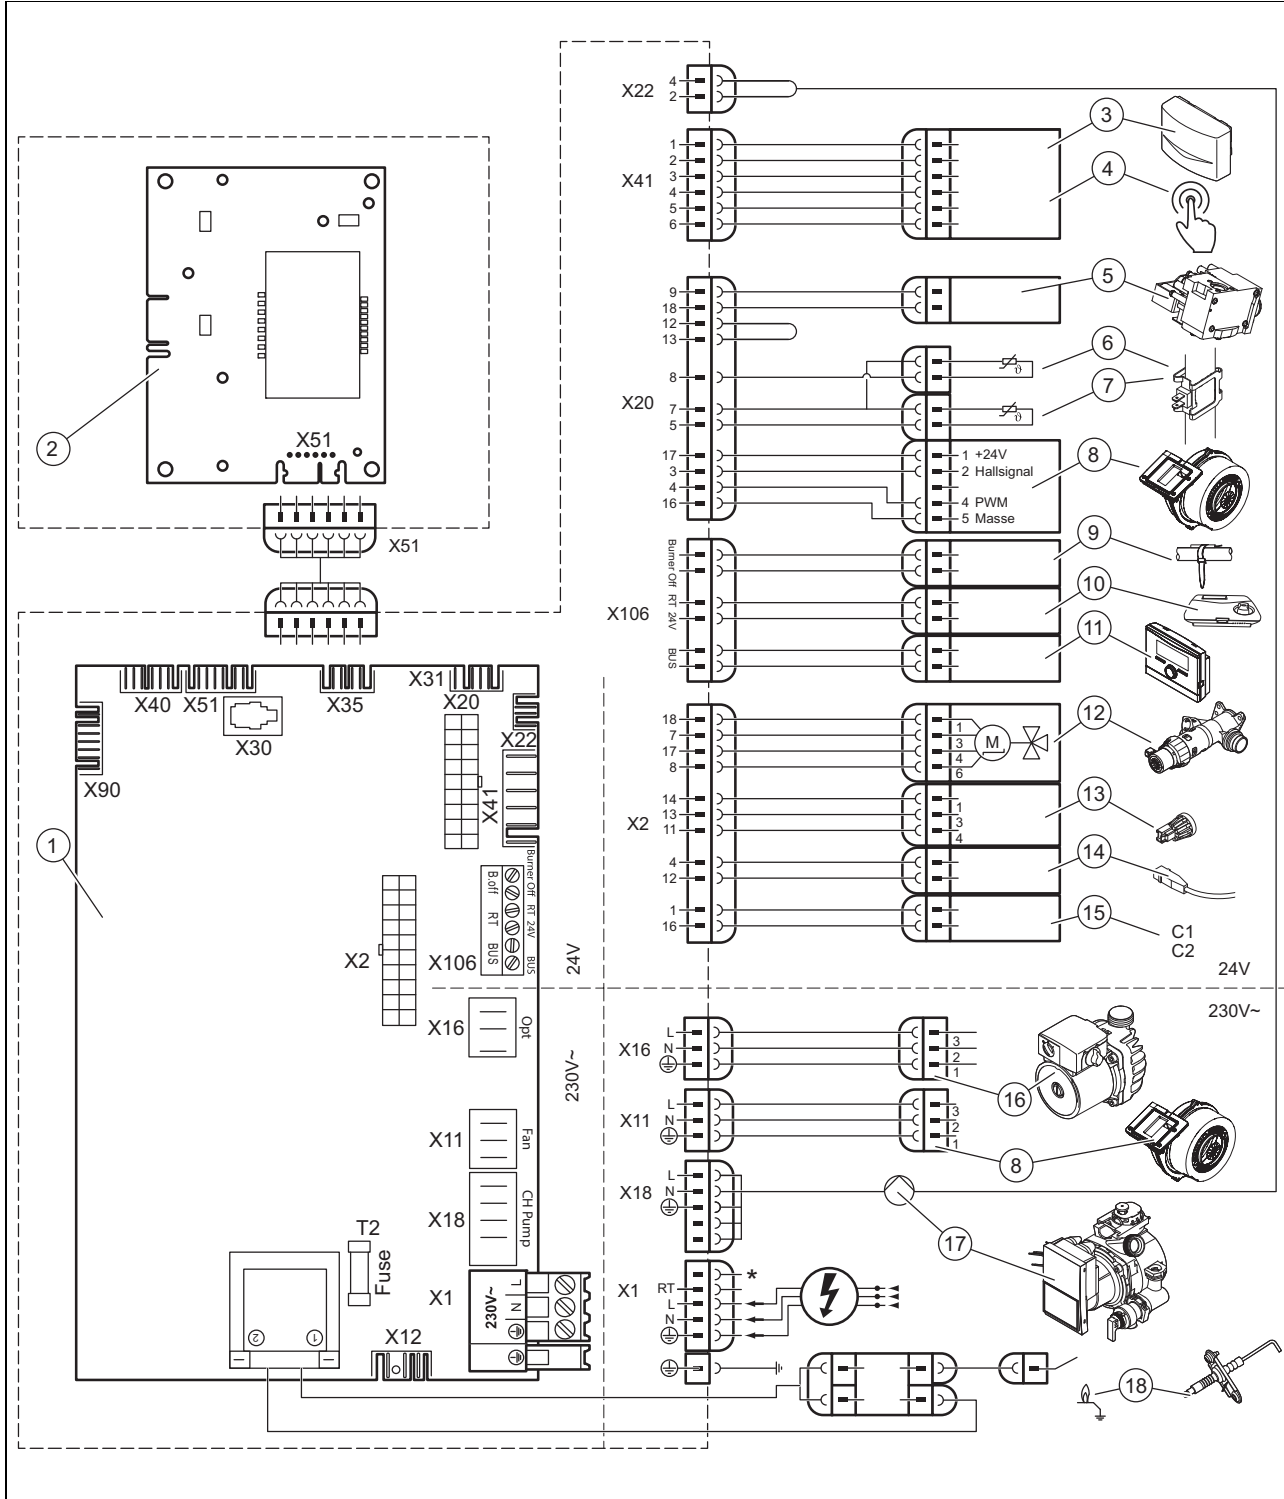 X22
4
2
X41
1
2
3
4
5
6
3
4
X20
9
18
12
13
8
7
5
17
3
4
16
5
6
ϑ
7
ϑ
8
1 +24V
2 Hallsignal
4 PWM
5 Masse
X106
Burner Off
RT 24V
BUS
9
10
11
X2
18
7
17
8
14
13
11
4
12
1
16
1
3
4
6
M
12
1
3
4
13
14
15
C1
C2
24V
230V~
2
X51
X51
X40
X51
X30
X35
X31
X20
X22
X41
X90
1
X2
X106
B.off
RT
BUS
Burner Off
RT 24V
BUS
24V
230V~
X16
Opt
X11
Fan
X18
CH Pump
T2
Fuse
X1
230V~
L
N
X12
2
1
X16
L
N
3
2
1
16
X11
L
N
3
2
1
8
X18
L
N
17
X1
*
RT
L
N
18